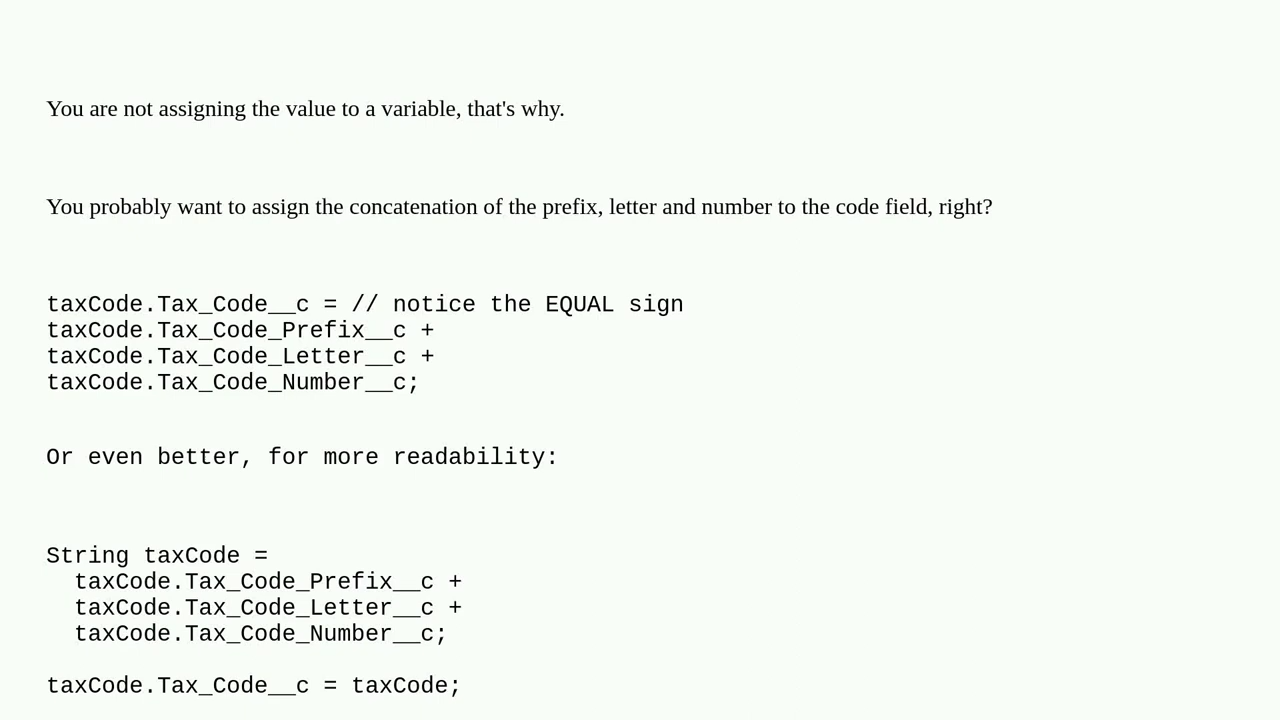 You are not assigning the value to a variable, that's why.
You probably want to assign the concatenation of the prefix, letter and number to the code field, right?
taxCode.Tax_Code__c = // notice the EQUAL sign
taxCode.Tax_Code_Prefix__c +
taxCode.Tax_Code_Letter__c +
taxCode.Tax_Code_Number__c;
Or even better, for more readability:
String taxCode =
  taxCode.Tax_Code_Prefix__c +
  taxCode.Tax_Code_Letter__c +
  taxCode.Tax_Code_Number__c;
taxCode.Tax_Code__c = taxCode;